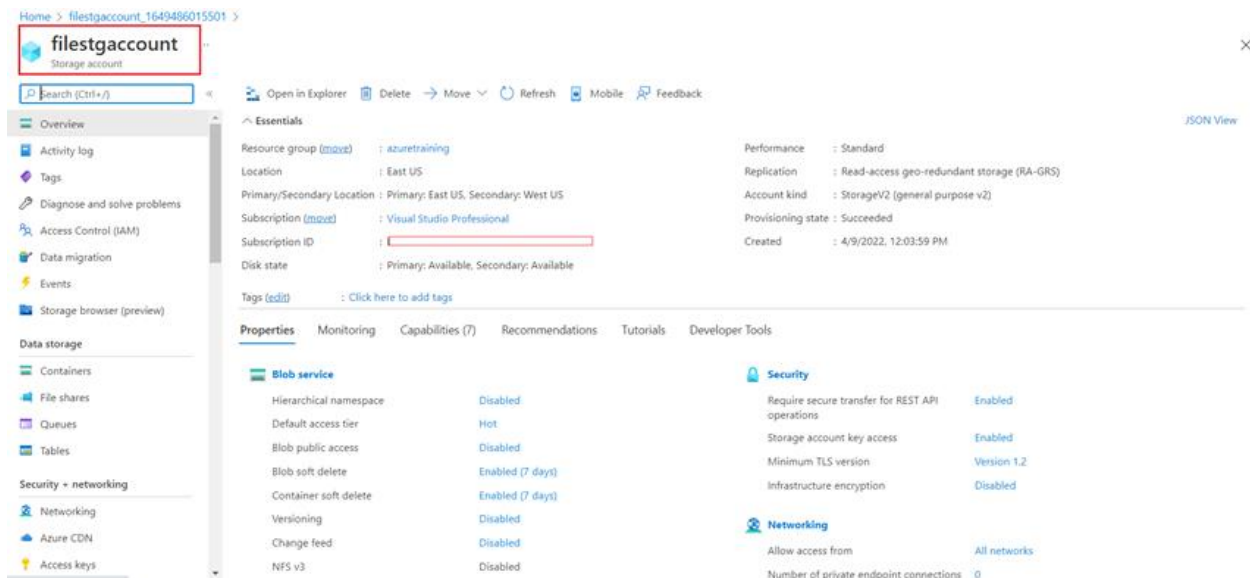 Home > filestgaccount_1649486015501 >
filestgaccount ...
Storage account
Search (Ctrl+/)
Overview
Activity log
Tags
Diagnose and solve problems
Access Control (IAM)
Data migration
Events
Storage browser (preview)
Data storage
Containers
File shares
Queues
Tables
Security + networking
Networking
Azure CDN
Access keys
Open in Explorer Delete Move Refresh Mobile Feedback
Essentials JSON View
Resource group (move) : azuretraining
Location : East US
Primary/Secondary Location : Primary: East US, Secondary: West US
Subscription (move) : Visual Studio Professional
Subscription ID :
Disk state : Primary: Available, Secondary: Available
Performance : Standard
Replication : Read-access geo-redundant storage (RA-GRS)
Account kind : StorageV2 (general purpose v2)
Provisioning state : Succeeded
Created : 4/9/2022, 12:03:59 PM
Tags (edit) : Click here to add tags
Properties Monitoring Capabilities (7) Recommendations Tutorials Developer Tools
Blob service
Hierarchical namespace Disabled
Default access tier Hot
Blob public access Disabled
Blob soft delete Enabled (7 days)
Container soft delete Enabled (7 days)
Versioning Disabled
Change feed Disabled
NFS v3 Disabled
Security
Require secure transfer for REST API Enabled
operations
Storage account key access Enabled
Minimum TLS version Version 1.2
Infrastructure encryption Disabled
Networking
Allow access from All networks
Number of private endpoint connections 0